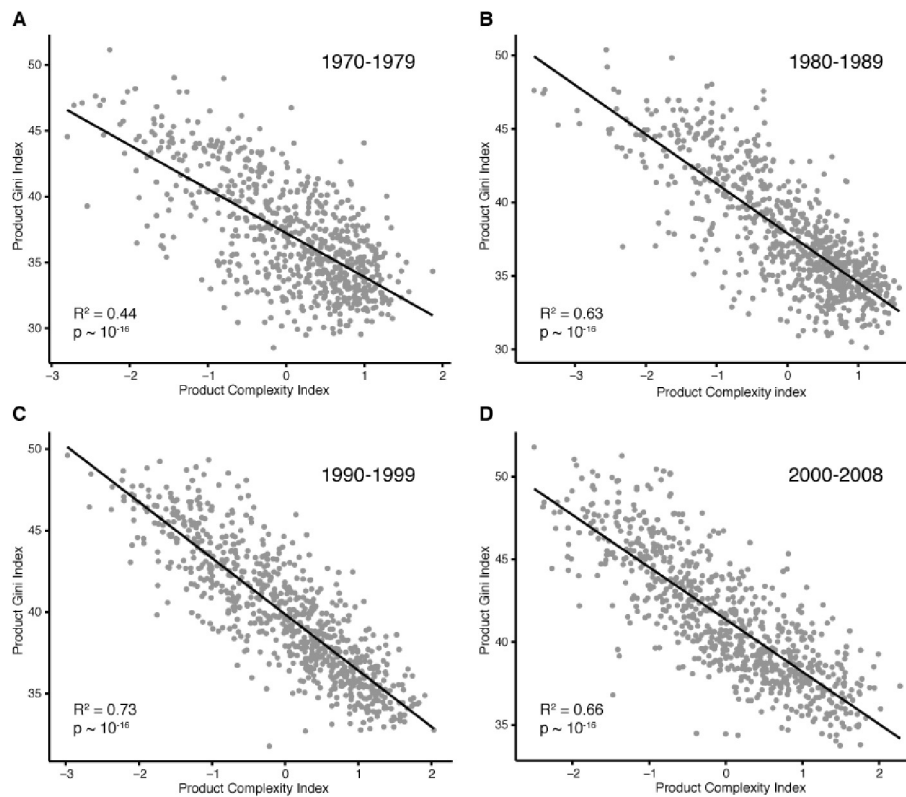 A
1970-1979
50
45
40
35
30
Product Gini Index
R² = 0.44
p ~ 10⁻¹⁶
−3
−2
−1
0
1
2
Product Complexity Index
B
1980-1989
50
45
40
35
30
Product Gini Index
R² = 0.63
p ~ 10⁻¹⁶
−3
−2
−1
0
1
Product Complexity index
C
1990-1999
50
45
40
35
Product Gini Index
R² = 0.73
p ~ 10⁻¹⁶
−3
−2
−1
0
1
2
Product Complexity Index
D
2000-2008
50
45
40
35
Product Gini Index
R² = 0.66
p ~ 10⁻¹⁶
−2
−1
0
1
2
Product Complexity Index